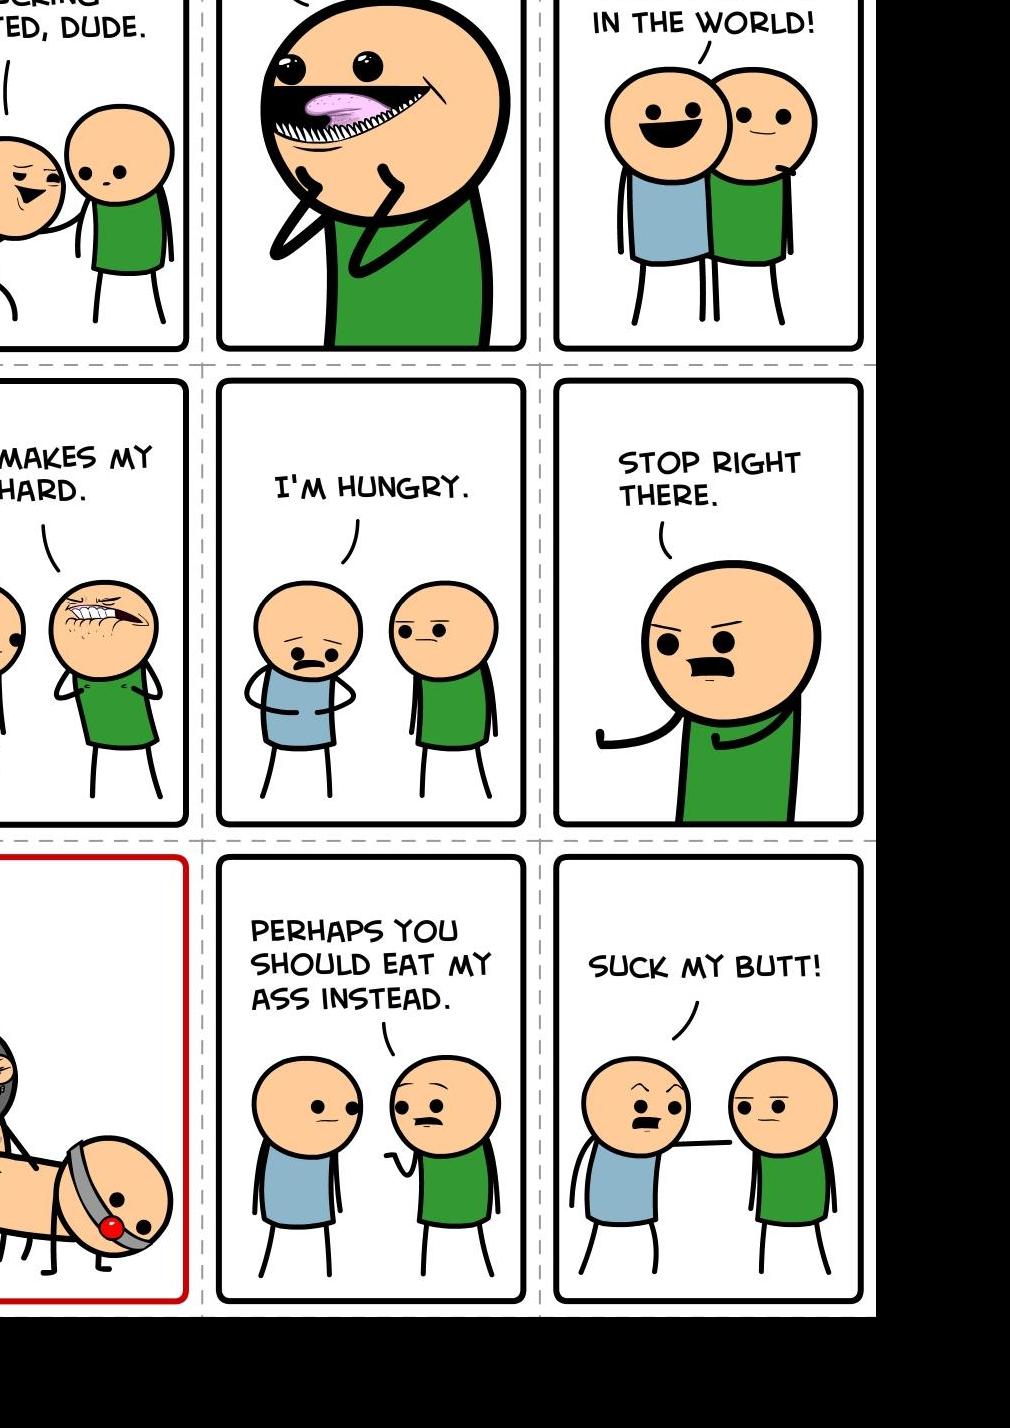 TED, DUDE.
IN THE WORLD!
MAKES MY
HARD.
I'M HUNGRY.
STOP RIGHT
THERE.
PERHAPS YOU
SHOULD EAT MY
ASS INSTEAD.
SUCK MY BUTT!